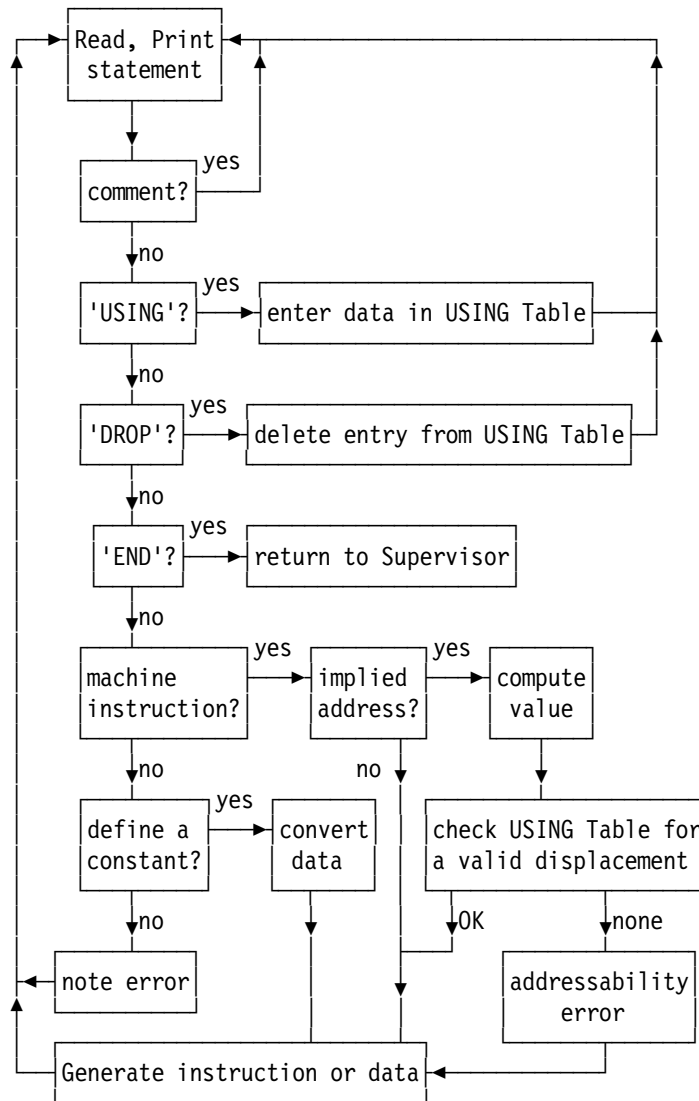 Read, Print
statement
yes
comment?
no
yes
'USING'?
enter data in USING Table
no
yes
'DROP'?
delete entry from USING Table
no
yes
'END'?
return to Supervisor
no
yes
yes
machine
instruction?
implied
address?
compute
value
no
no
yes
define a
constant?
convert
data
check USING Table for
a valid displacement
no
OK
none
note error
addressability
error
Generate instruction or data